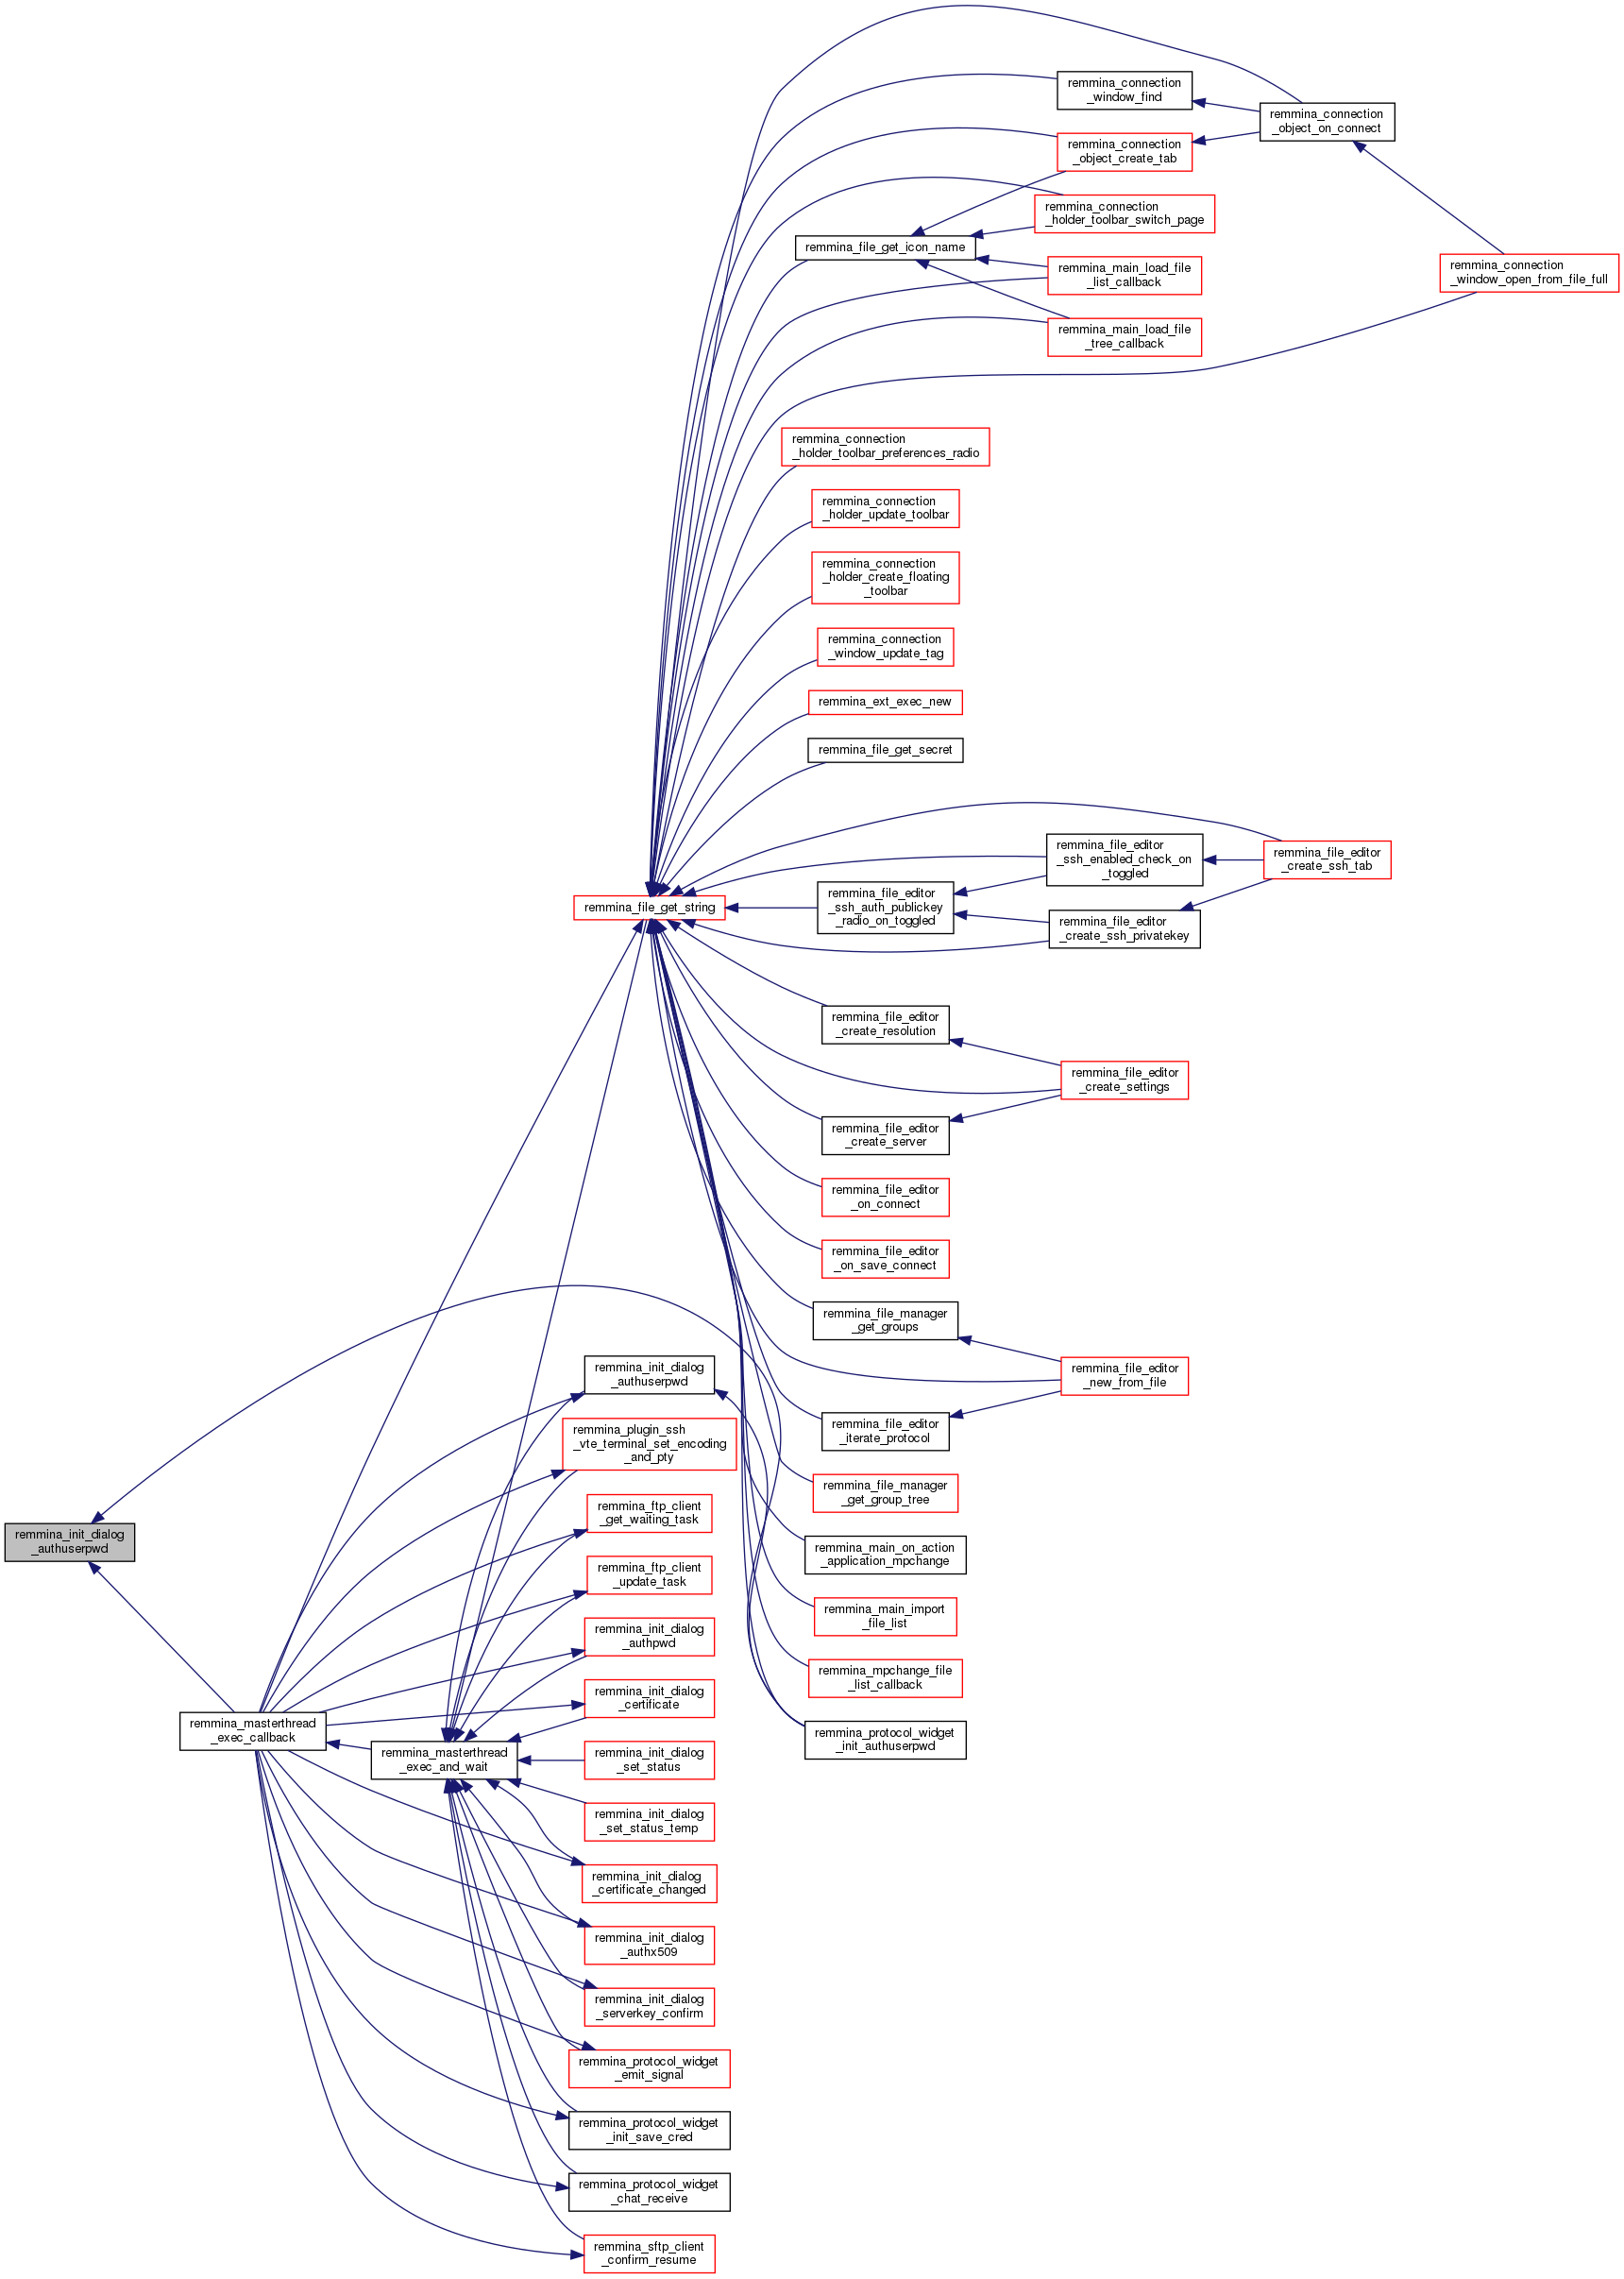 remmina_connection
_window_find
remmina_connection
_object_on_connect
remmina_connection
_object_create_tab
remmina_connection
_holder_toolbar_switch_page
remmina_file_get_icon_name
remmina_main_load_file
_list_callback
remmina_connection
_window_open_from_file_full
remmina_main_load_file
_tree_callback
remmina_connection
_holder_toolbar_preferences_radio
remmina_connection
_holder_update_toolbar
remmina_connection
_holder_create_floating
_toolbar
remmina_connection
_window_update_tag
remmina_ext_exec_new
remmina_file_get_secret
remmina_file_editor
_ssh_enabled_check_on
_toggled
remmina_file_editor
_create_ssh_tab
remmina_file_get_string
remmina_file_editor
_ssh_auth_publickey
_radio_on_toggled
remmina_file_editor
_create_ssh_privatekey
remmina_file_editor
_create_resolution
remmina_file_editor
_create_settings
remmina_file_editor
_create_server
remmina_file_editor
_on_connect
remmina_file_editor
_on_save_connect
remmina_file_manager
_get_groups
remmina_file_editor
_new_from_file
remmina_init_dialog
_authuserpwd
remmina_file_editor
_iterate_protocol
remmina_plugin_ssh
_vte_terminal_set_encoding
_and_pty
remmina_file_manager
_get_group_tree
remmina_ftp_client
_get_waiting_task
remmina_init_dialog
_authuserpwd
remmina_main_on_action
_application_mpchange
remmina_ftp_client
_update_task
remmina_main_import
_file_list
remmina_init_dialog
_authpwd
remmina_mpchange_file
_list_callback
remmina_init_dialog
_certificate
remmina_masterthread
_exec_callback
remmina_protocol_widget
_init_authuserpwd
remmina_masterthread
_exec_and_wait
remmina_init_dialog
_set_status
remmina_init_dialog
_set_status_temp
remmina_init_dialog
_certificate_changed
remmina_init_dialog
_authx509
remmina_init_dialog
_serverkey_confirm
remmina_protocol_widget
_emit_signal
remmina_protocol_widget
_init_save_cred
remmina_protocol_widget
_chat_receive
remmina_sftp_client
_confirm_resume